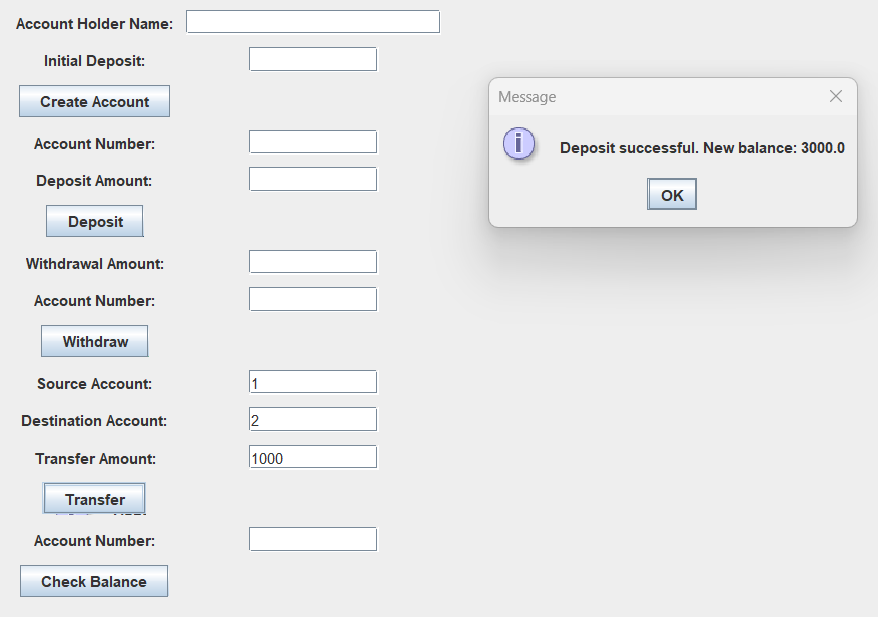 Account Holder Name:
Initial Deposit:
Create Account
Account Number:
Deposit Amount:
Deposit
Withdrawal Amount:
Account Number:
Withdraw
Source Account: 1
Destination Account: 2
Transfer Amount: 1000
Transfer
Account Number:
Check Balance
Message
Deposit successful. New balance: 3000.0
OK